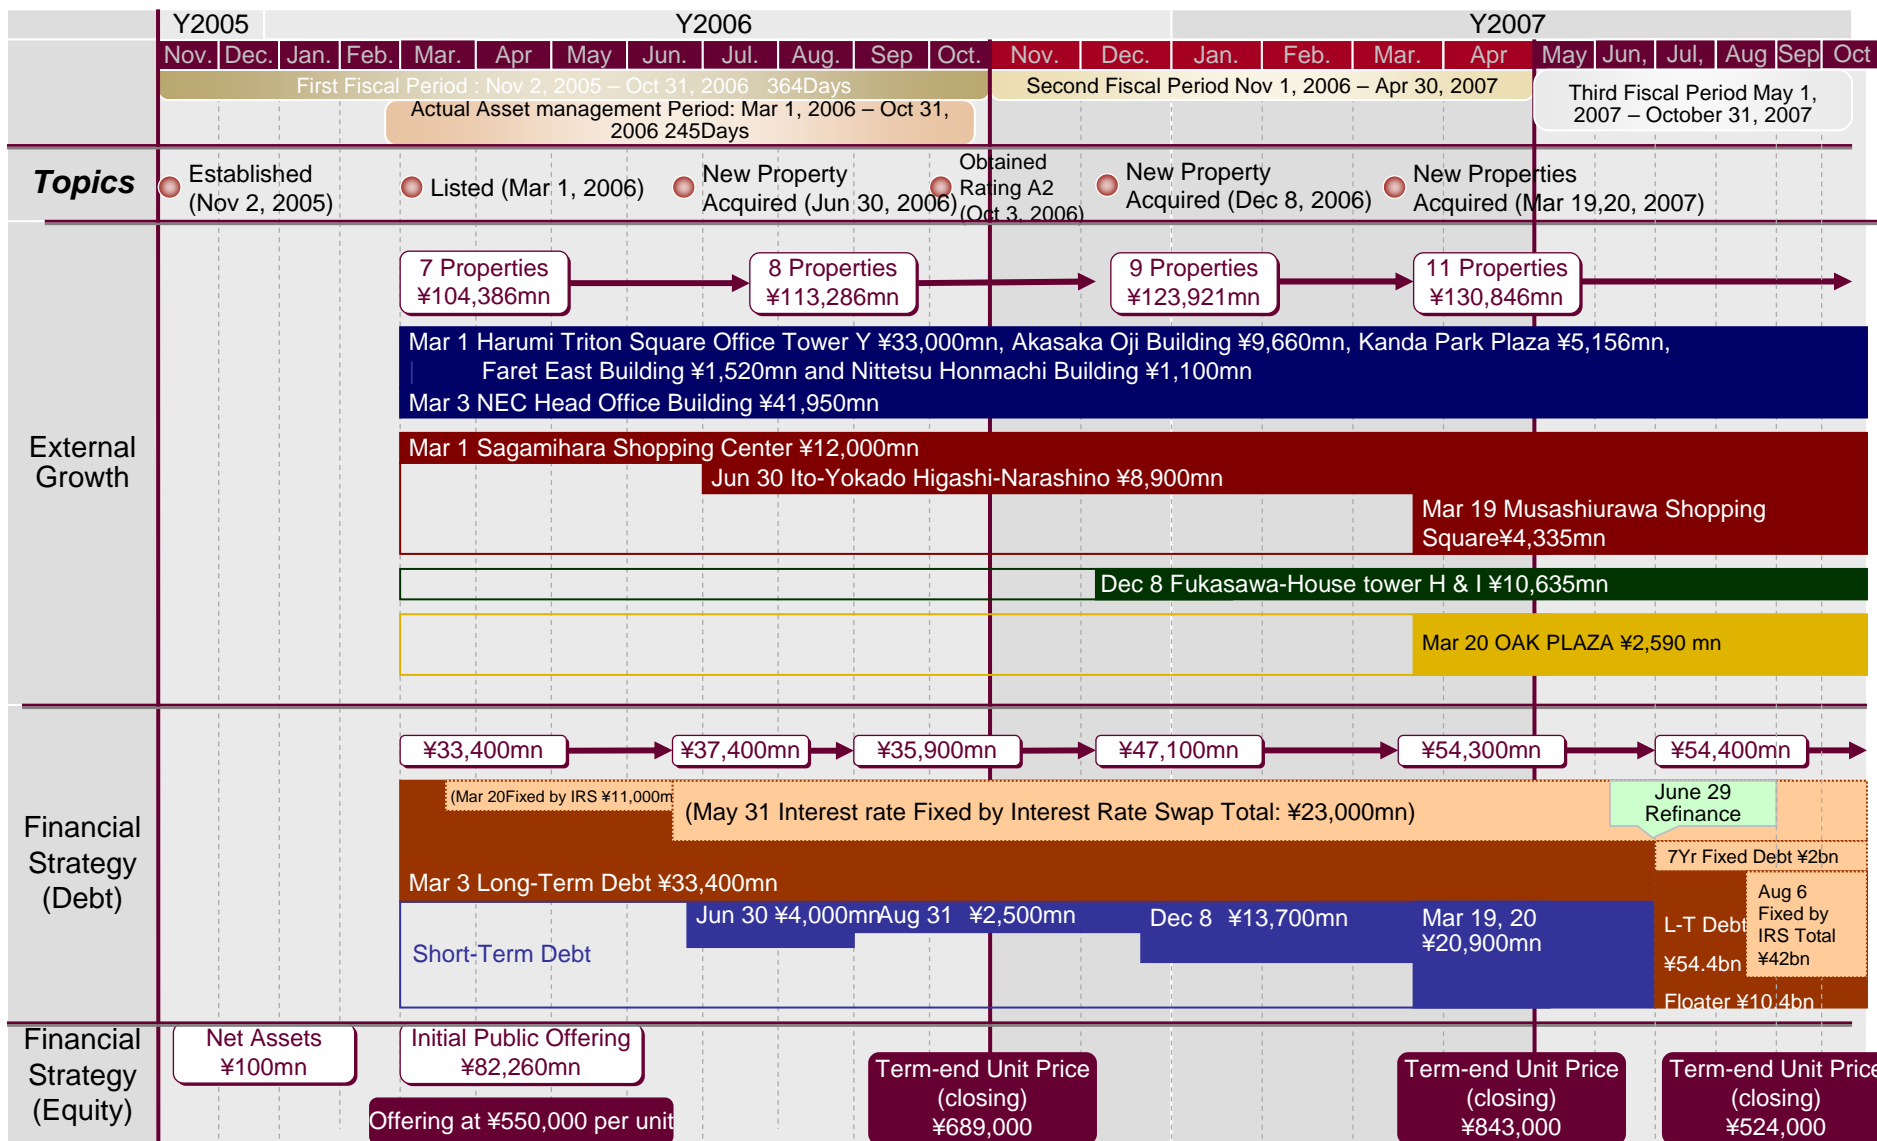 Y2005
Y2006
Y2007
Nov.
Dec.
Jan.
Feb.
Mar.
Apr
May
Jun.
Jul.
Aug.
Sep
Oct.
Nov.
Dec.
Jan.
Feb.
Mar.
Apr
May
Jun,
Jul,
Aug
Sep
Oct
First Fiscal Period : Nov 2, 2005 – Oct 31, 2006 364Days
Second Fiscal Period Nov 1, 2006 – Apr 30, 2007
Third Fiscal Period May 1,
2007 – October 31, 2007
Actual Asset management Period: Mar 1, 2006 – Oct 31,
2006 245Days
Topics
Established
(Nov 2, 2005)
Listed (Mar 1, 2006)
New Property
Acquired (Jun 30, 2006)
Obtained
Rating A2
(Oct 3, 2006)
New Property
Acquired (Dec 8, 2006)
New Properties
Acquired (Mar 19,20, 2007)
External
Growth
7 Properties
¥104,386mn
8 Properties
¥113,286mn
9 Properties
¥123,921mn
11 Properties
¥130,846mn
Mar 1 Harumi Triton Square Office Tower Y ¥33,000mn, Akasaka Oji Building ¥9,660mn, Kanda Park Plaza ¥5,156mn,
Faret East Building ¥1,520mn and Nittetsu Honmachi Building ¥1,100mn
Mar 3 NEC Head Office Building ¥41,950mn
Mar 1 Sagamihara Shopping Center ¥12,000mn
Jun 30 Ito-Yokado Higashi-Narashino ¥8,900mn
Mar 19 Musashiurawa Shopping
Square¥4,335mn
Dec 8 Fukasawa-House tower H & I ¥10,635mn
Mar 20 OAK PLAZA ¥2,590 mn
Financial
Strategy
(Debt)
¥33,400mn
¥37,400mn
¥35,900mn
¥47,100mn
¥54,300mn
¥54,400mn
(Mar 20Fixed by IRS ¥11,000m
(May 31 Interest rate Fixed by Interest Rate Swap Total: ¥23,000mn)
June 29
Refinance
7Yr Fixed Debt ¥2bn
Mar 3 Long-Term Debt ¥33,400mn
Aug 6
Fixed by
IRS Total
¥42bn
L-T Debt
¥54.4bn
Floater ¥10.4bn
Jun 30 ¥4,000mn
Aug 31 ¥2,500mn
Dec 8 ¥13,700mn
Mar 19, 20
¥20,900mn
Short-Term Debt
Financial
Strategy
(Equity)
Net Assets
¥100mn
Initial Public Offering
¥82,260mn
Offering at ¥550,000 per unit
Term-end Unit Price
(closing)
¥689,000
Term-end Unit Price
(closing)
¥843,000
Term-end Unit Price
(closing)
¥524,000